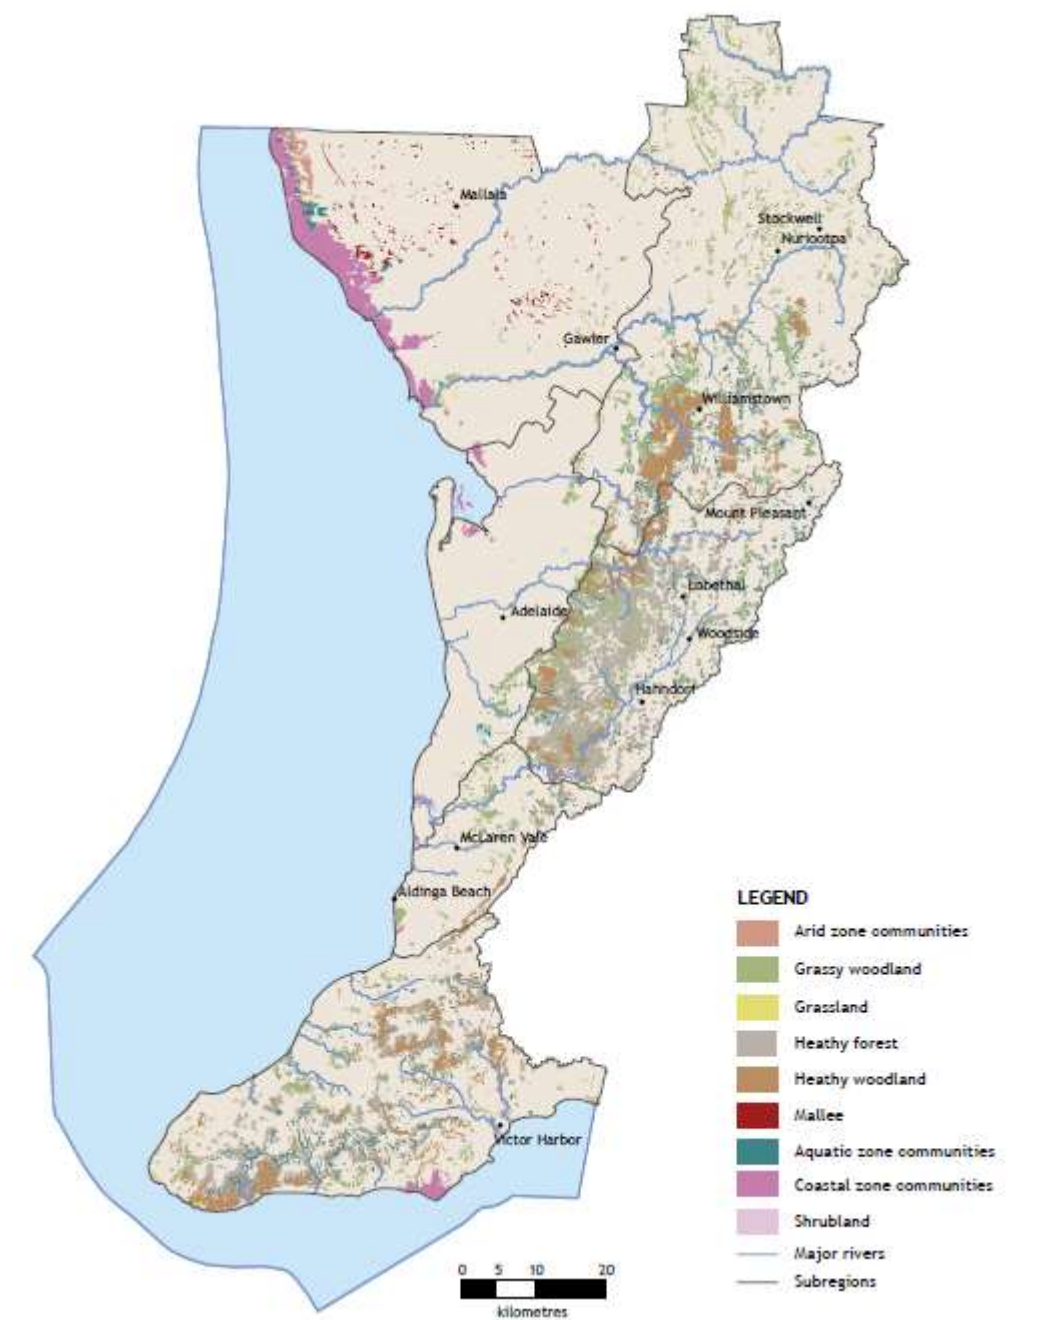 Mallala
Stockwell
Nuriootpa
Gawler
Williamstown
Mount Pleasant
Lobethal
Adelaide
Woodside
Hahndorf
McLaren Vale
Aldinga Beach
Victor Harbor
LEGEND
Arid zone communities
Grassy woodland
Grassland
Heathy forest
Heathy woodland
Mallee
Aquatic zone communities
Coastal zone communities
Shrubland
Major rivers
Subregions
0 5 10 20
kilometres